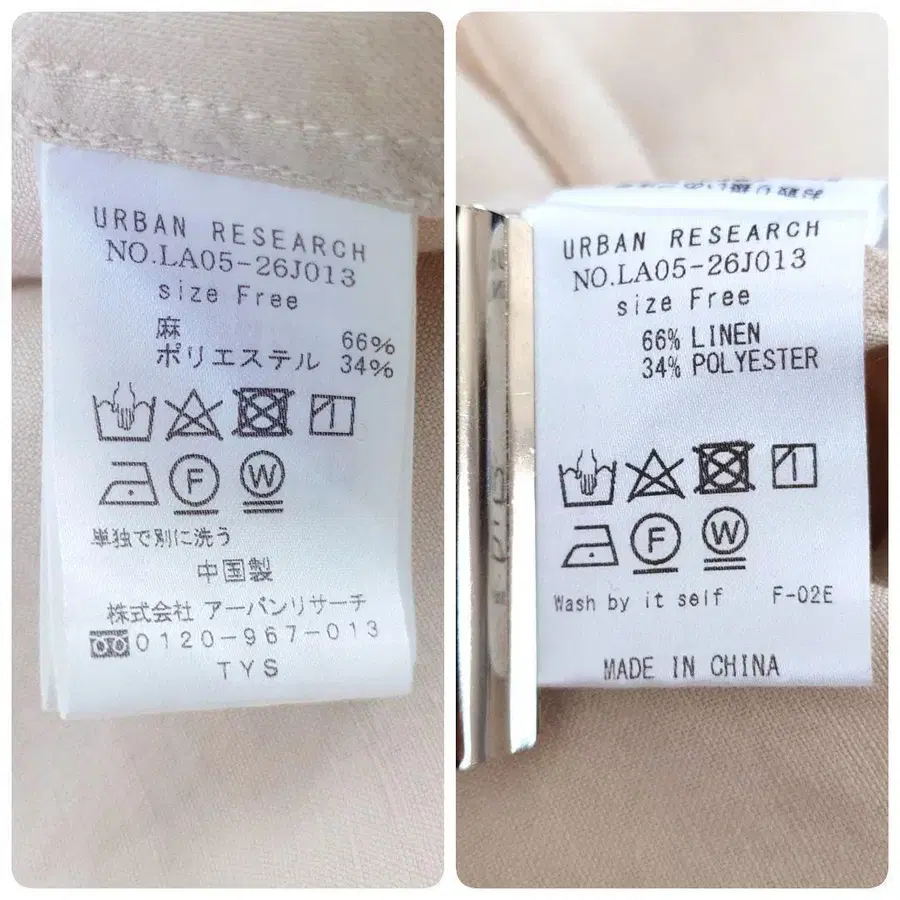 URBAN RESEARCH
NO.LA05-26J013
size Free
麻 66%
ポリエステル 34%
F W
単独で別に洗う
中国製
株式会社 アーバンリサーチ
0120-967-013
TYS
URBAN RESEARCH
NO.LA05-26J013
size Free
66% LINEN
34% POLYESTER
F W
Wash by it self F-02E
MADE IN CHINA